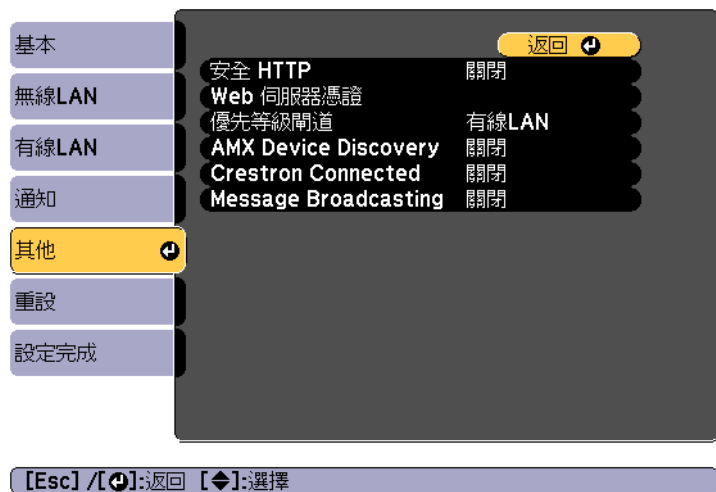 基本
無線LAN
有線LAN
通知
其他
重設
設定完成
返回
安全 HTTP 關閉
Web 伺服器憑證
優先等級閘道 有線LAN
AMX Device Discovery 關閉
Crestron Connected 關閉
Message Broadcasting 關閉
[Esc] /[⏎]:返回 [◆]:選擇